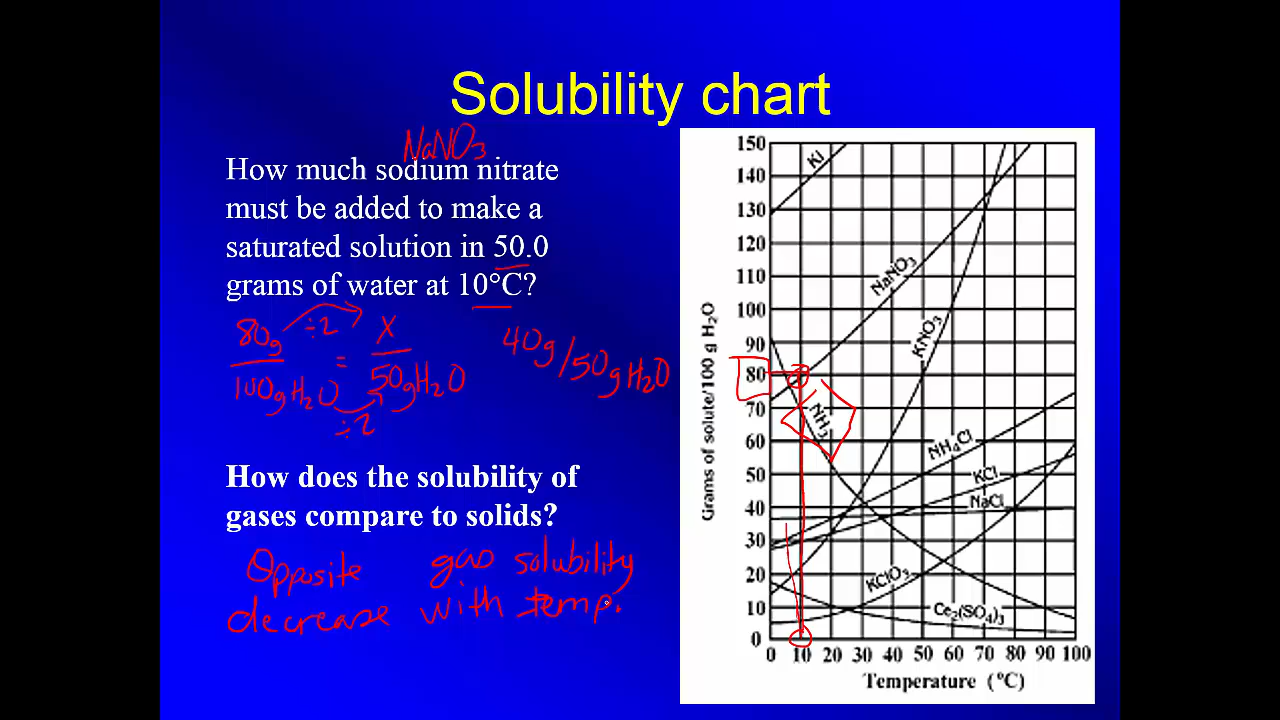 Solubility chart
NaNO3
How much sodium nitrate
must be added to make a
saturated solution in 50.0
grams of water at 10°C?
80g ÷2 X
100g H2O = 50g H2O
÷2
40g/50g H2O
How does the solubility of
gases compare to solids?
Opposite gas solubility
decrease with temp.
Grams of solute/100 g H2O
150
140
130
120
110
100
90
80
70
60
50
40
30
20
10
0
KI
NaNO3
KNO3
NH3
NH4Cl
KCl
NaCl
KClO3
Ce2(SO4)3
0 10 20 30 40 50 60 70 80 90 100
Temperature (°C)